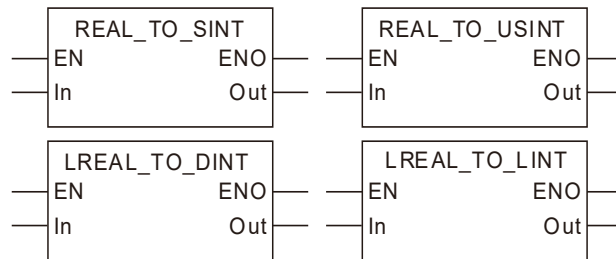 REAL_TO_SINT
EN ENO
In Out
REAL_TO_USINT
EN ENO
In Out
LREAL_TO_DINT
EN ENO
In Out
LREAL_TO_LINT
EN ENO
In Out